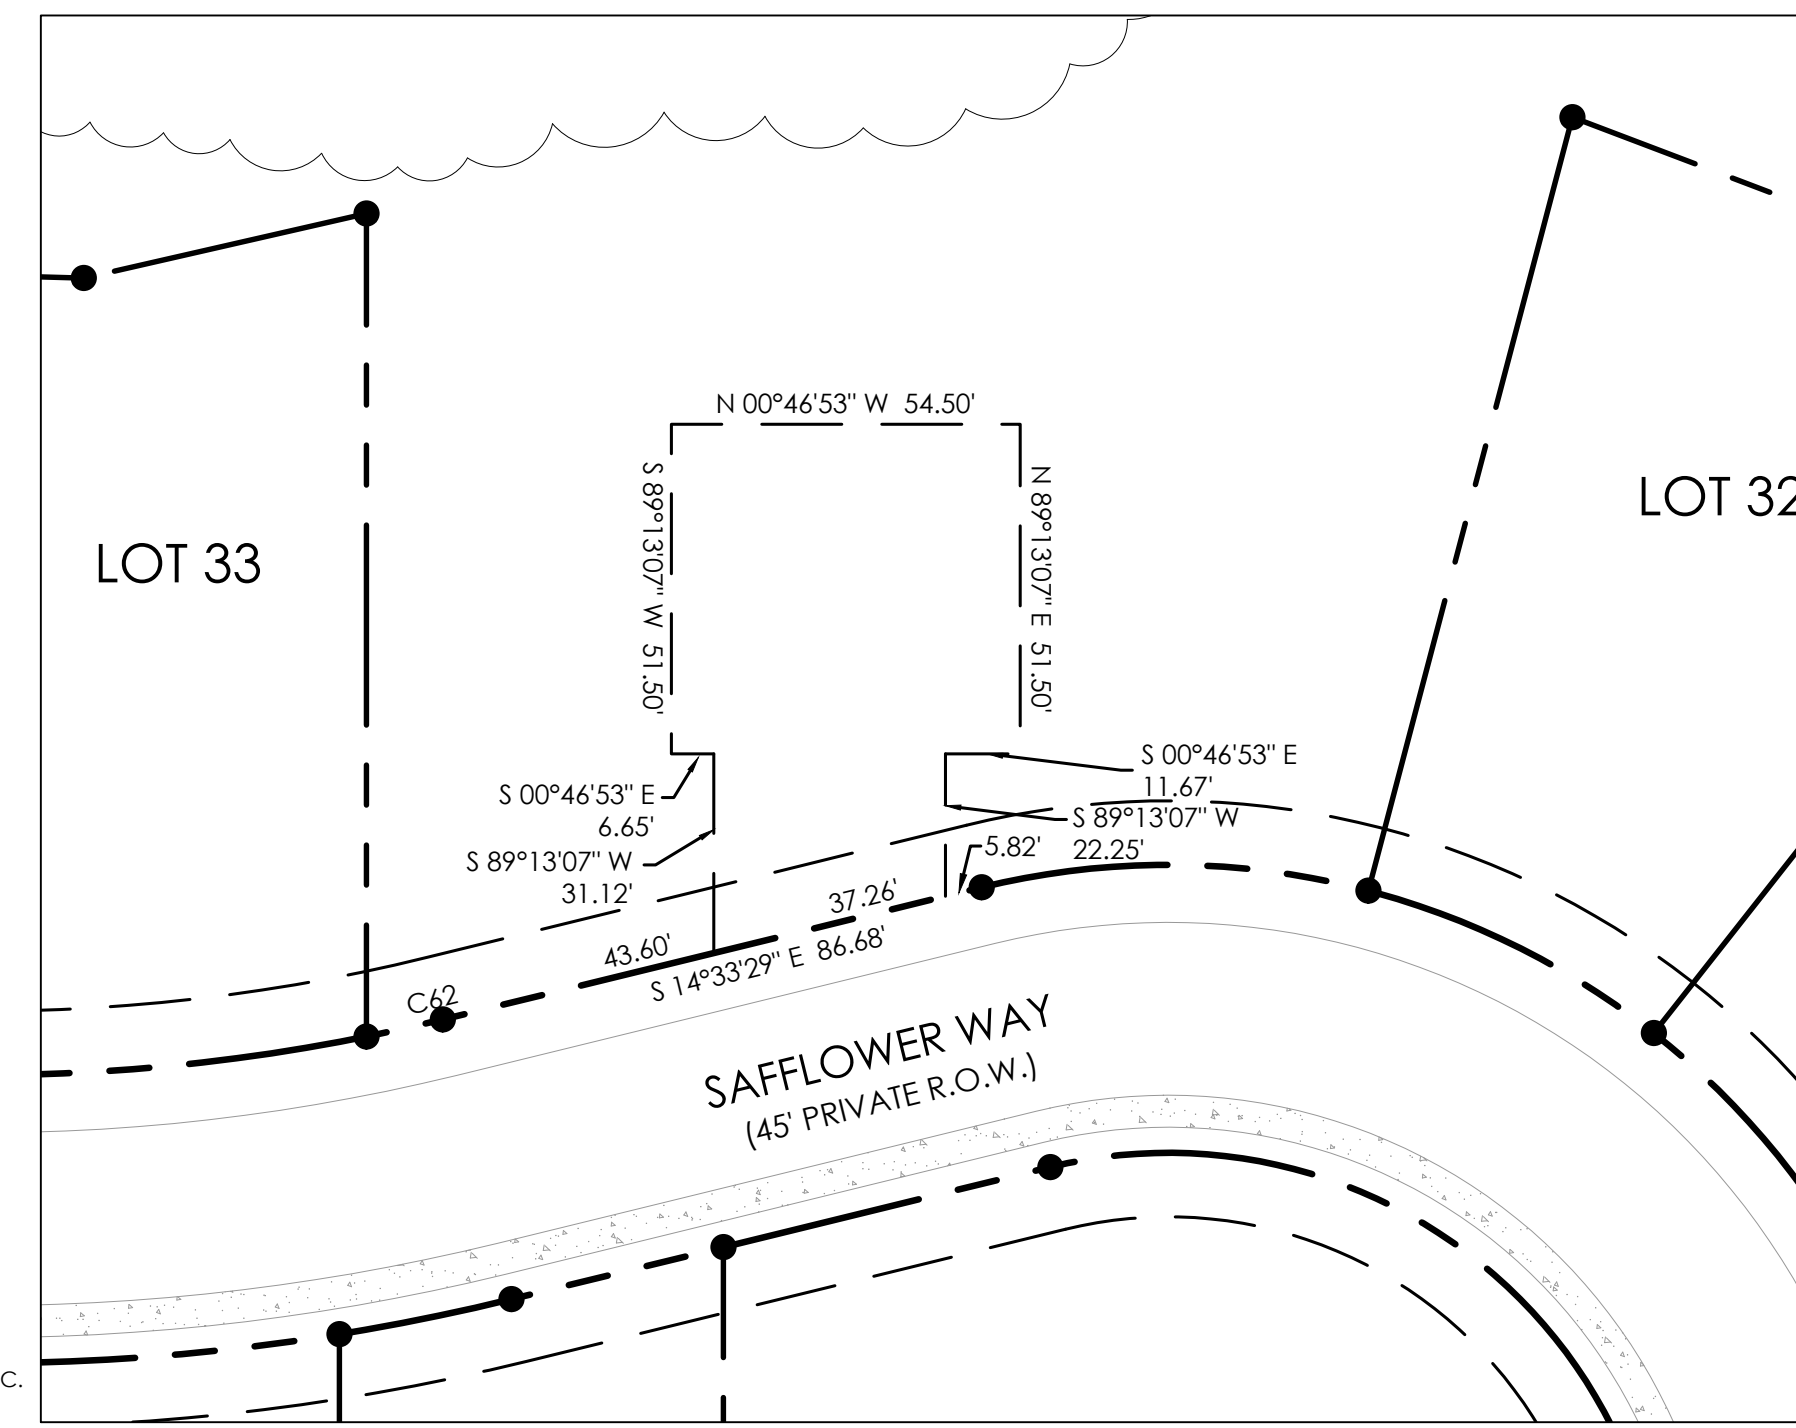 N 00°46'53" W 54.50'
S 89°13'07" W 51.50'
N 89°13'07" E 51.50'
LOT 33
LOT 32
S 00°46'53" E
6.65'
S 89°13'07" W
31.12'
S 00°46'53" E
11.67'
S 89°13'07" W
22.25'
5.82'
37.26'
43.60'
S 14°33'29" E 86.68'
C62
SAFFLOWER WAY
(45' PRIVATE R.O.W.)
C.